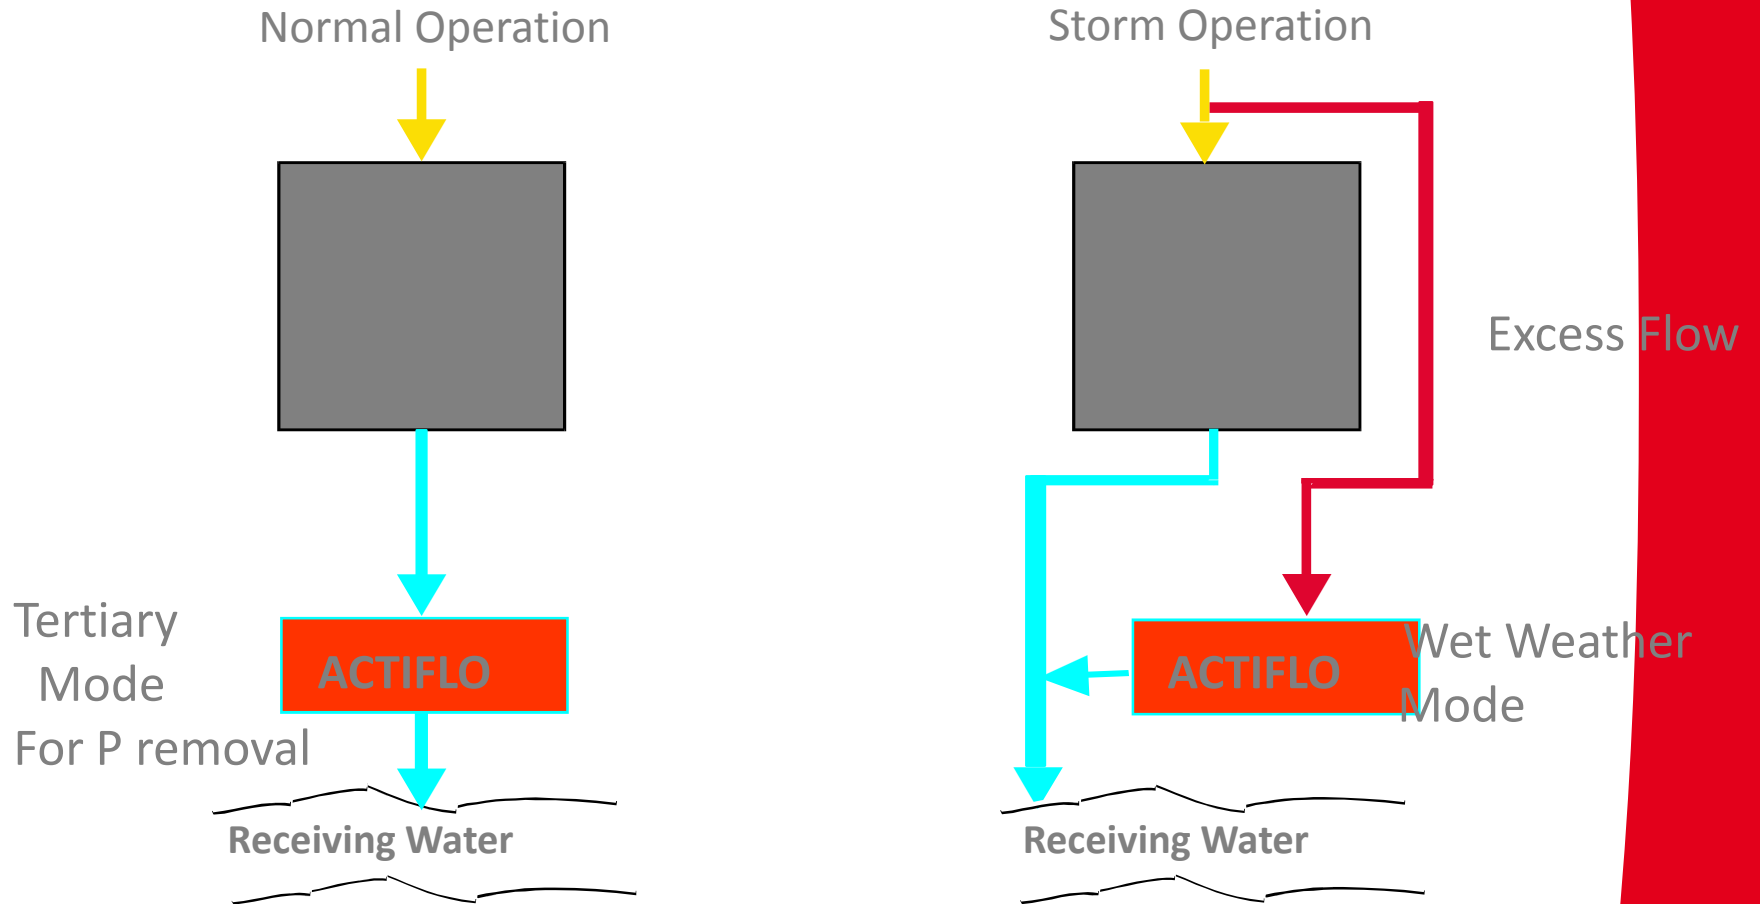 Normal Operation
Storm Operation
Excess Flow
Tertiary
Mode
For P removal
ACTIFLO
ACTIFLO
Wet Weather
Mode
Receiving Water
Receiving Water